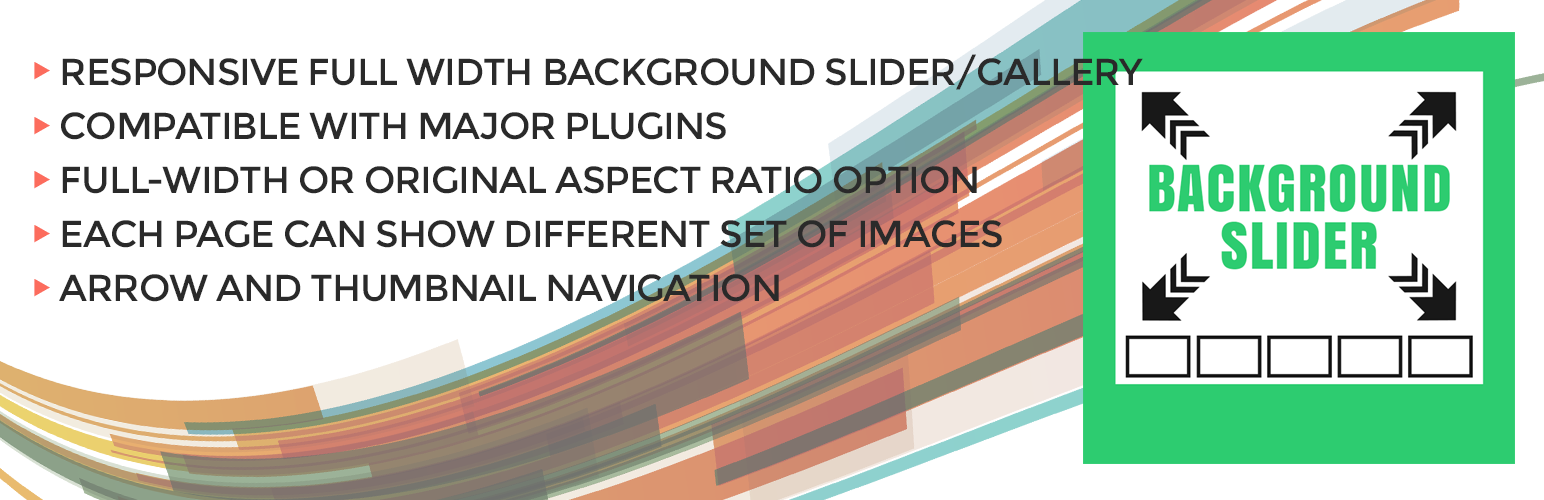 RESPONSIVE FULL WIDTH BACKGROUND SLIDER/GALLERY
COMPATIBLE WITH MAJOR PLUGINS
FULL-WIDTH OR ORIGINAL ASPECT RATIO OPTION
EACH PAGE CAN SHOW DIFFERENT SET OF IMAGES
ARROW AND THUMBNAIL NAVIGATION
BACKGROUND
SLIDER